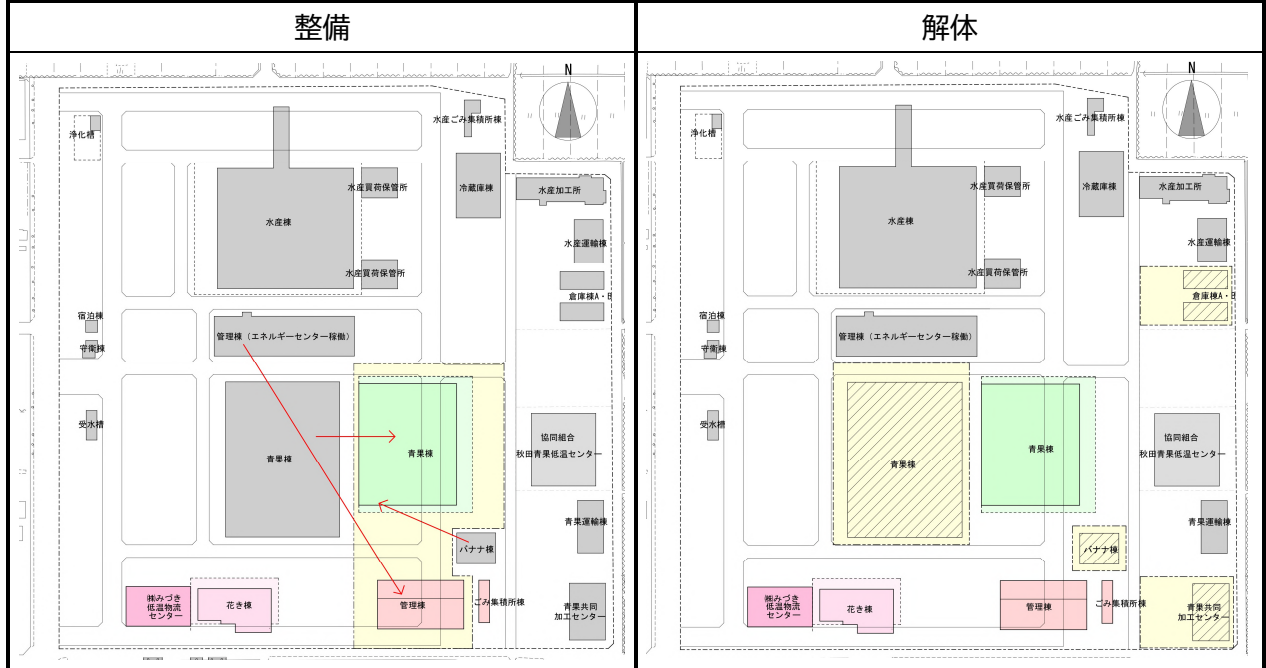 整備
解体
N
浄化槽
水産ごみ集積所棟
水産買荷保管所
冷蔵庫棟
水産加工所
水産棟
水産運輸棟
水産買荷保管所
倉庫棟A・B
宿泊棟
守衛棟
管理棟(エネルギーセンター稼働)
受水槽
青果棟
青果棟
協同組合
秋田青果低温センター
青果運輸棟
バナナ棟
㈱みづき
低温物流
センター
花き棟
管理棟
ごみ集積所棟
青果共同
加工センター
N
浄化槽
水産ごみ集積所棟
水産買荷保管所
冷蔵庫棟
水産加工所
水産棟
水産運輸棟
水産買荷保管所
倉庫棟A・B
宿泊棟
守衛棟
管理棟(エネルギーセンター稼働)
受水槽
青果棟
青果棟
協同組合
秋田青果低温センター
青果運輸棟
バナナ棟
㈱みづき
低温物流
センター
花き棟
管理棟
ごみ集積所棟
青果共同
加工センター